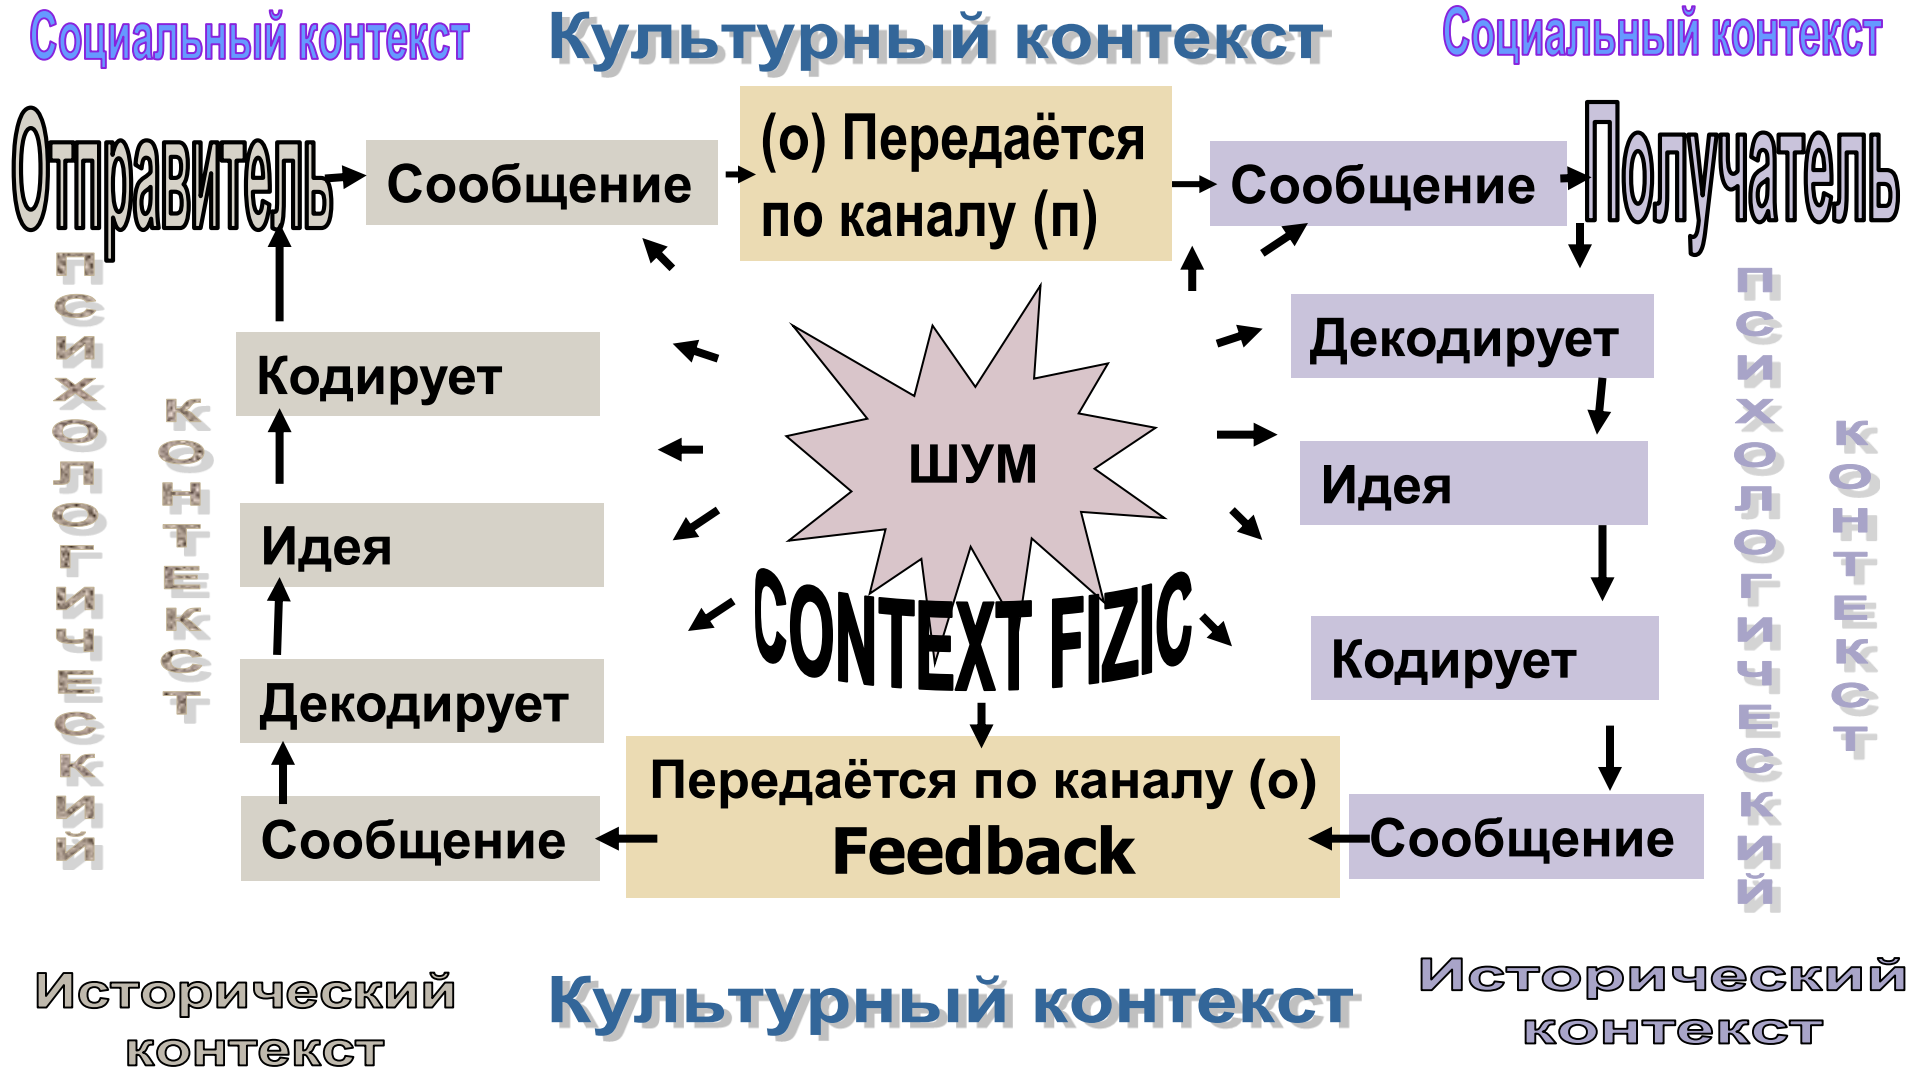 Социальный контекст
Культурный контекст
Социальный контекст
Отправитель
Сообщение
(о) Передаётся
по каналу (п)
Сообщение
Получатель
психологический
контекст
Кодирует
Идея
Декодирует
Сообщение
ШУМ
CONTEXT FIZIC
Передаётся по каналу (о)
Feedback
Декодирует
Идея
Кодирует
Сообщение
психологический
контекст
Исторический
контекст
Культурный контекст
Исторический
контекст